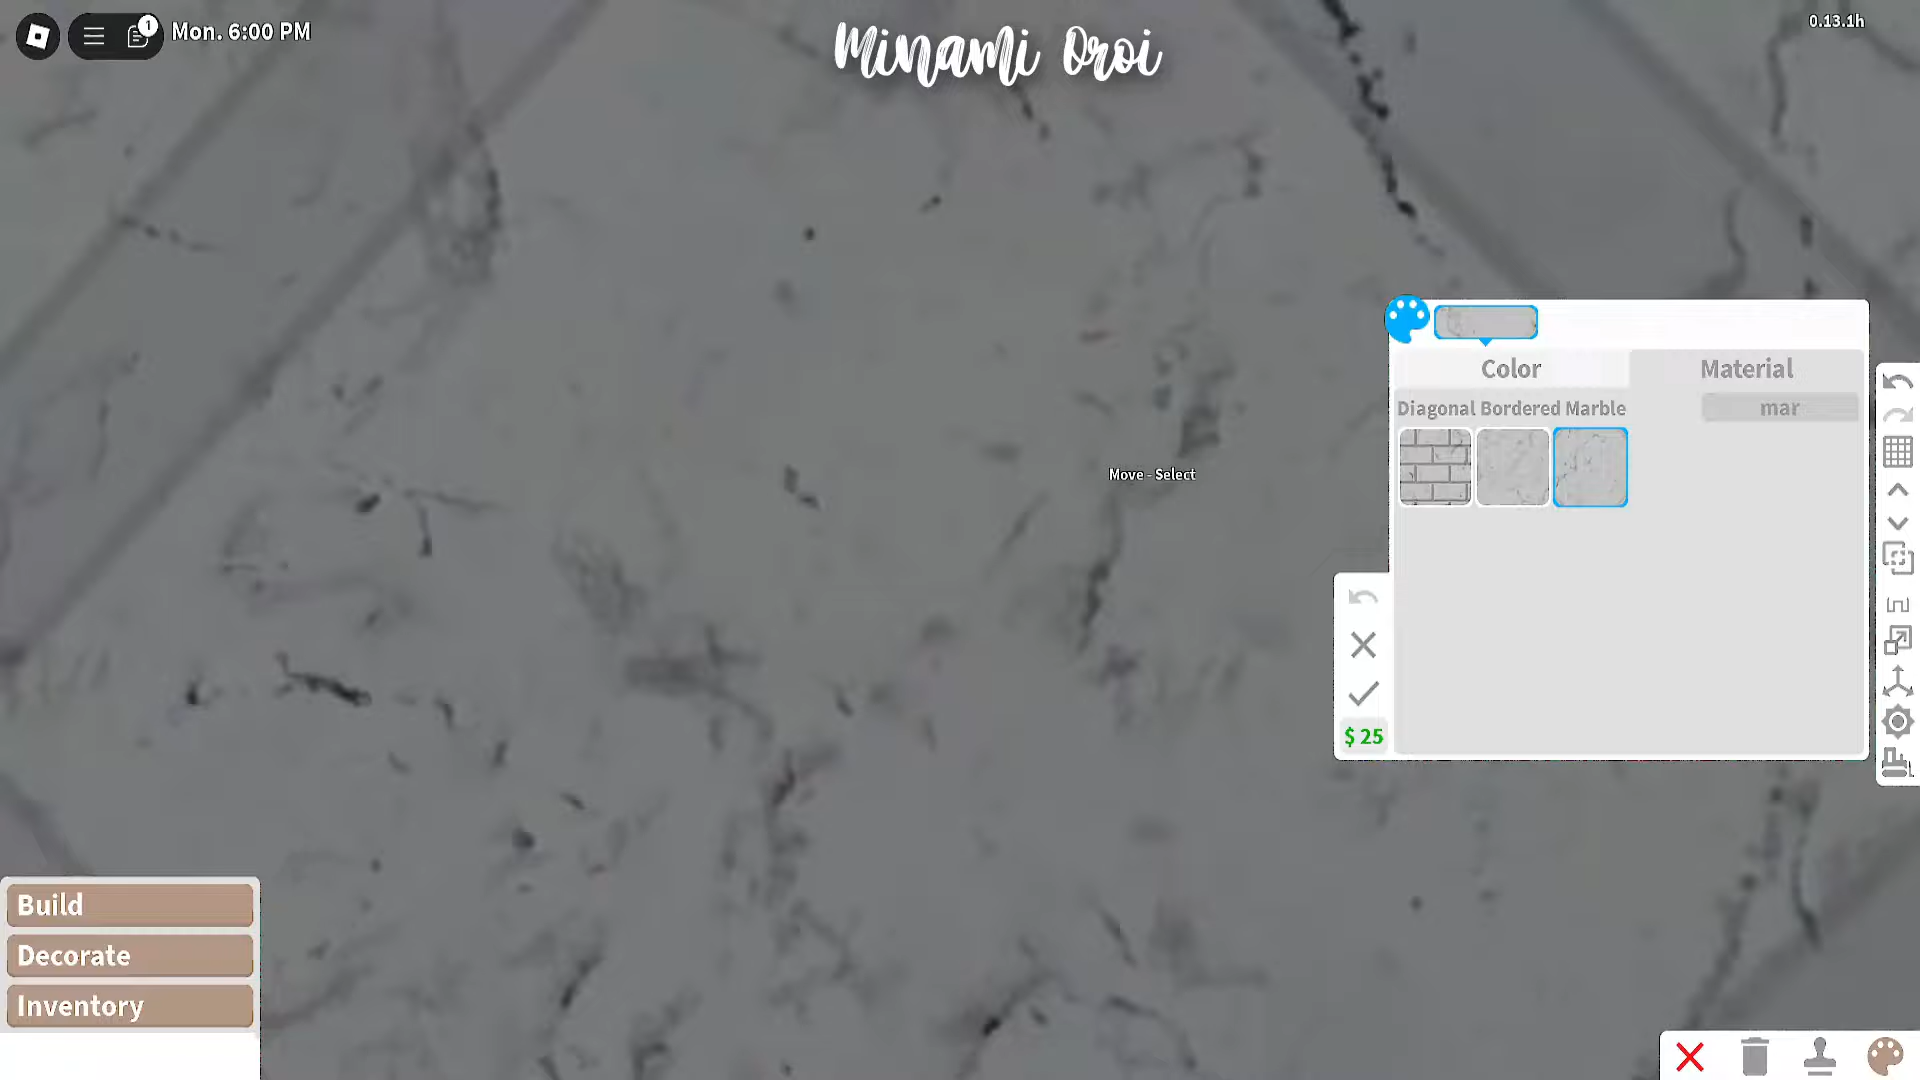 1
Mon. 6:00 PM
Minami Oroi
0.13.1h
Color
Material
Diagonal Bordered Marble
mar
Move - Select
$ 25
Build
Decorate
Inventory